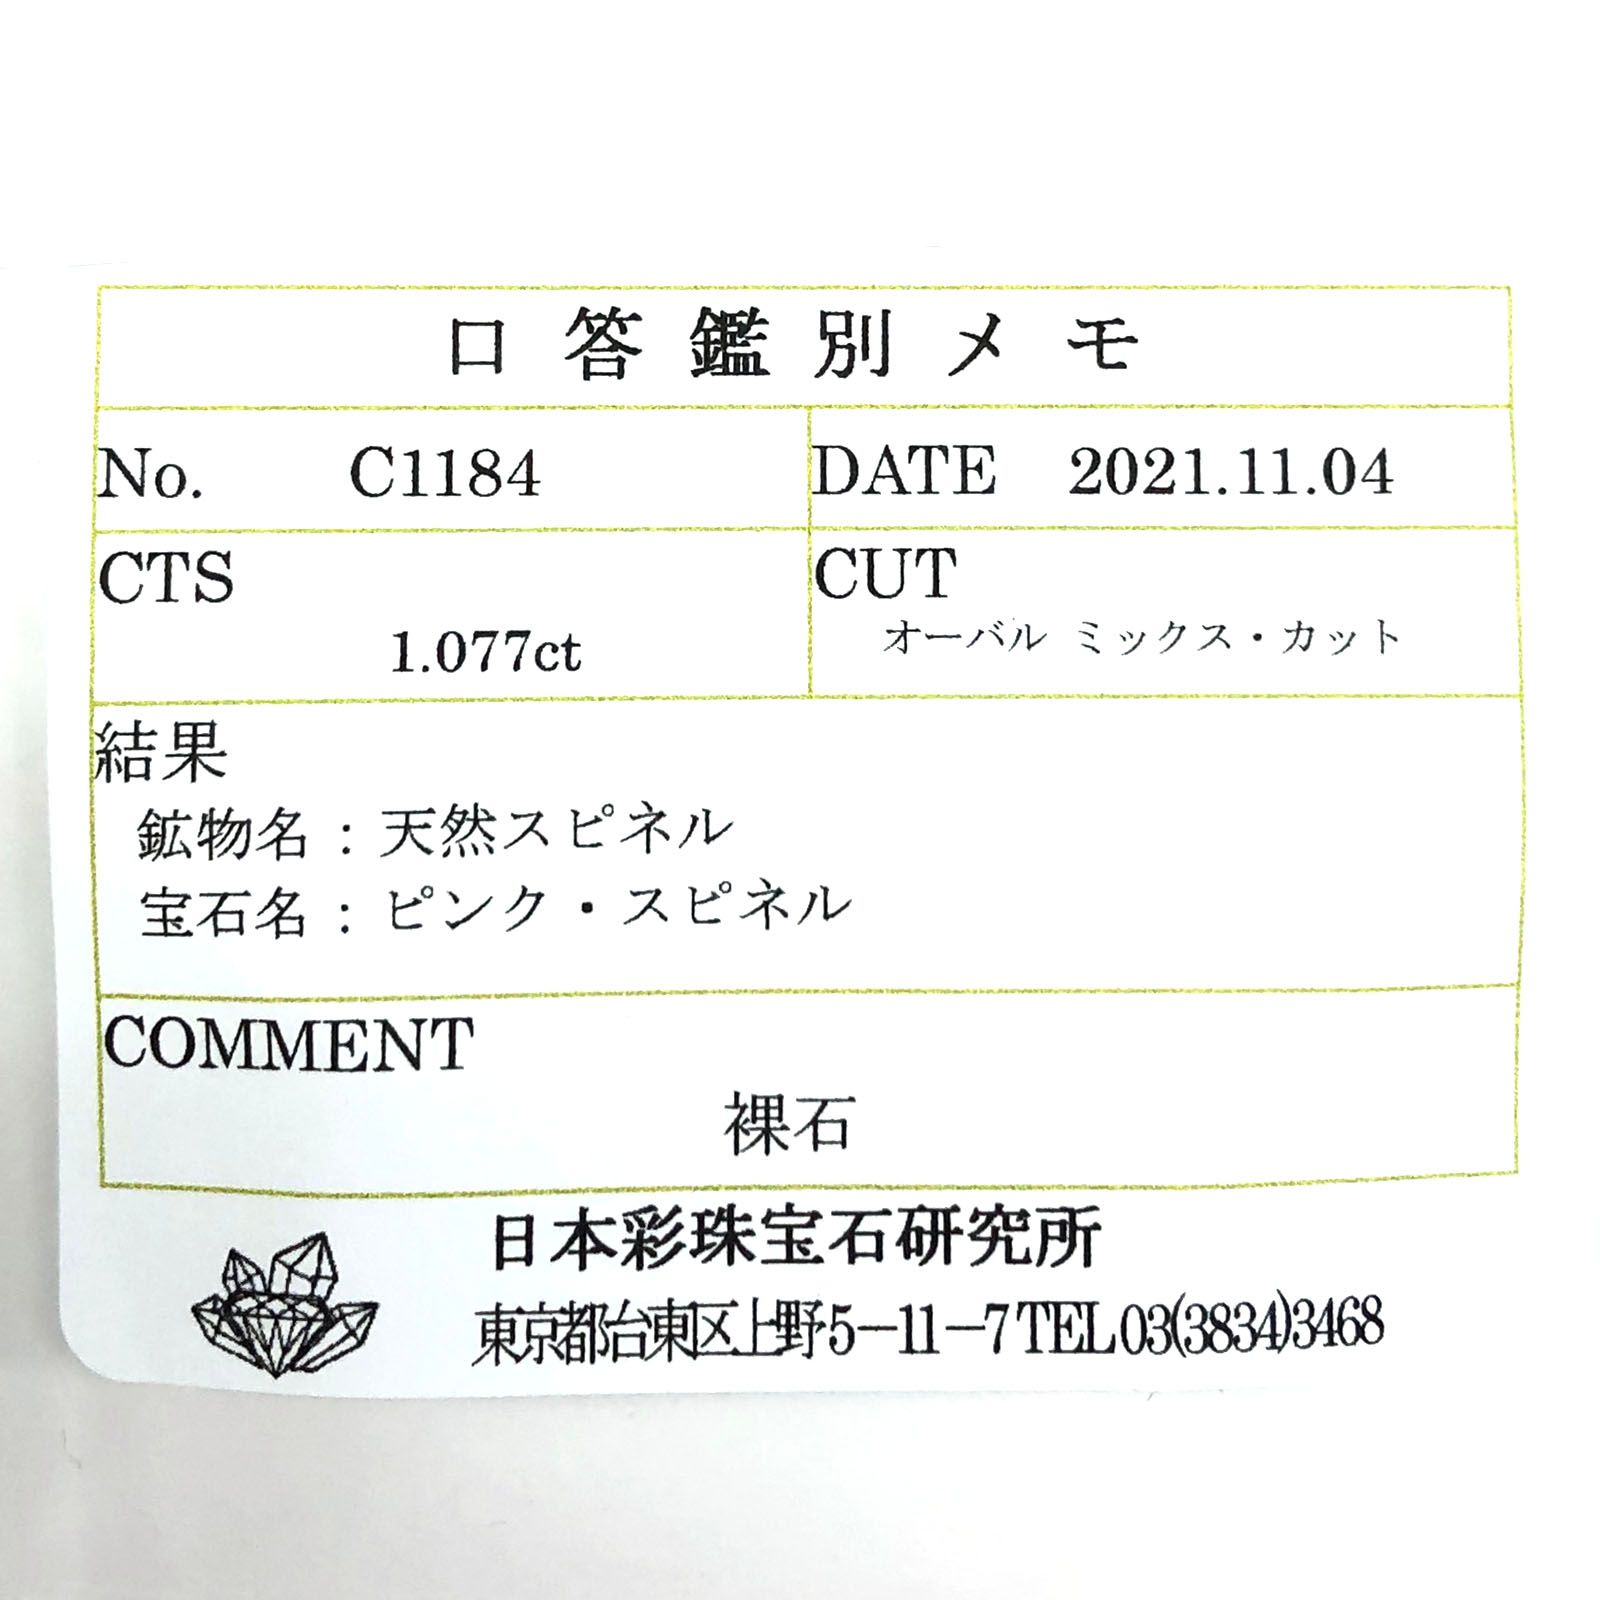 口答鑑別メモ
No. C1184 DATE 2021.11.04
CTS CUT
1.077ct オーバル ミックス・カット
結果
鉱物名：天然スピネル
宝石名：ピンク・スピネル
COMMENT
裸石
日本彩珠宝石研究所
東京都台東区上野5－11－7 TEL 03(3834)3468